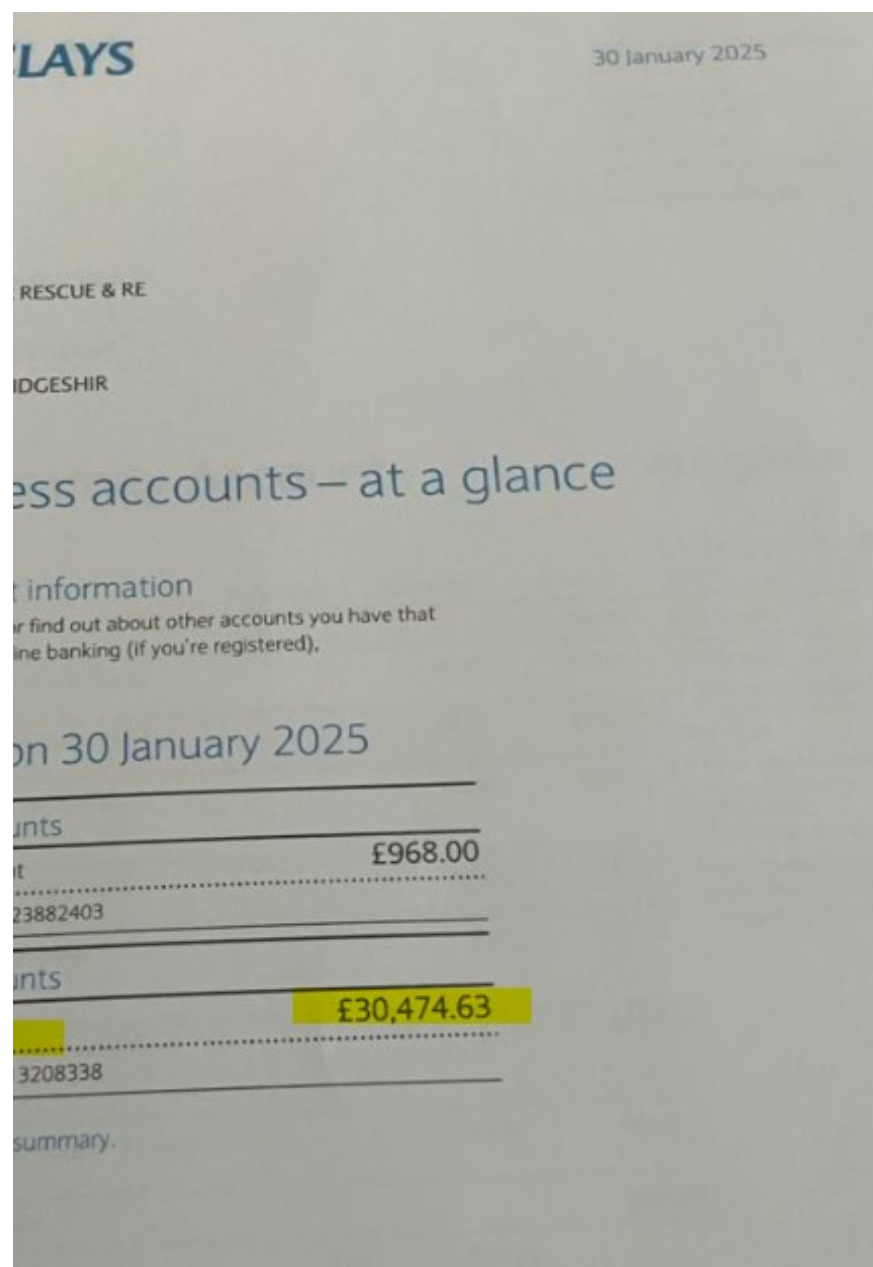 LAYS
30 January 2025
RESCUE & RE
IDGESHIR
ess accounts – at a glance
t information
r find out about other accounts you have that
ine banking (if you're registered),
on 30 January 2025
unts
t £968.00
23882403
unts
£30,474.63
3208338
summary.